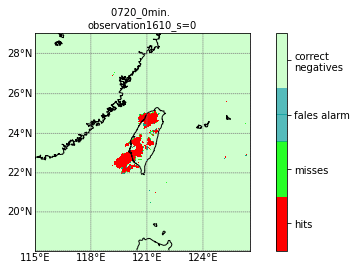 0720_0min.
observation1610_s=0
28°N
26°N
24°N
22°N
20°N
115°E
118°E
121°E
124°E
correct
negatives
fales alarm
misses
hits